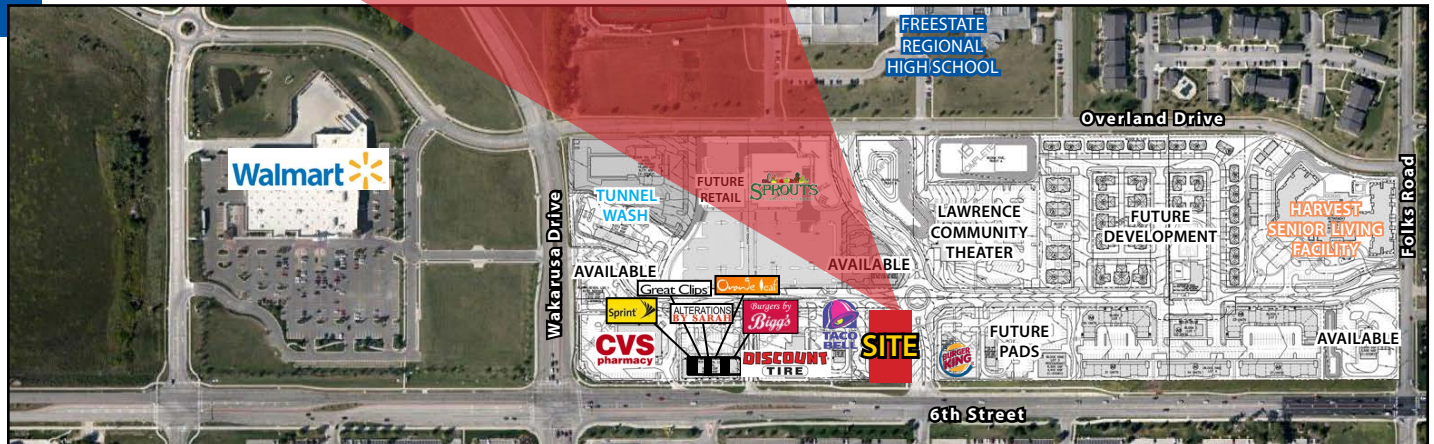 FREESTATE
REGIONAL
HIGH SCHOOL
Overland Drive
Walmart
Wakarusa Drive
TUNNEL
WASH
FUTURE
RETAIL
SPROUTS
LAWRENCE
COMMUNITY
THEATER
FUTURE
DEVELOPMENT
HARVEST
SENIOR LIVING
FACILITY
Folks Road
AVAILABLE
AVAILABLE
Great Clips
Orange leaf
Sprint
ALTERATIONS
BY SARAH
Burgers by
Bigg's
CVS
pharmacy
DISCOUNT
TIRE
TACO
BELL
SITE
BURGER
KING
FUTURE
PADS
AVAILABLE
6th Street